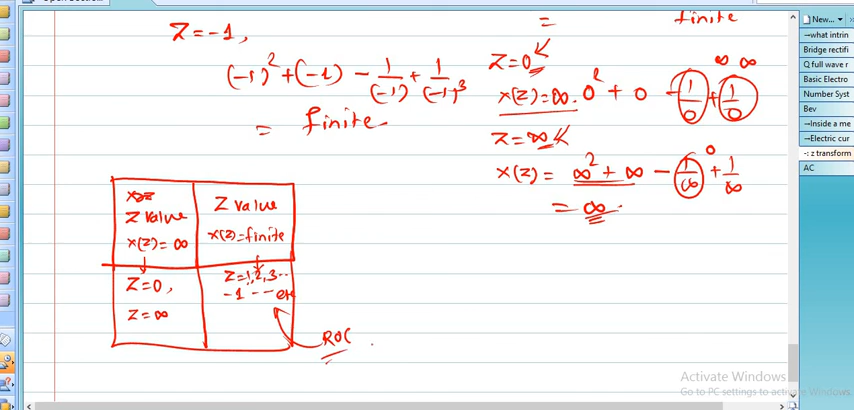 Z = -1,
(-1)² + (-1) - 1/(-1) + 1/(-1)³
= finite
=
finite
Z = 0
∞ ∞
x(z) = ∞. 0² + 0 - 1/0 + 1/0
Z = ∞
x(z) = ∞² + ∞ - 1/∞ + 1/∞
0
= ∞
Z value
x(z) = ∞
Z value
x(z) = finite
Z = 0,
Z = ∞
Z = 1, 2, 3 ..
-1 --- etc
ROC
New...
→what intrin
Bridge rectifi
Q full wave r
Basic Electro
Number Syst
Bev
→Inside a me
→Electric cur
-: z transform
AC
Activate Windows
Go to PC settings to activate Windows.